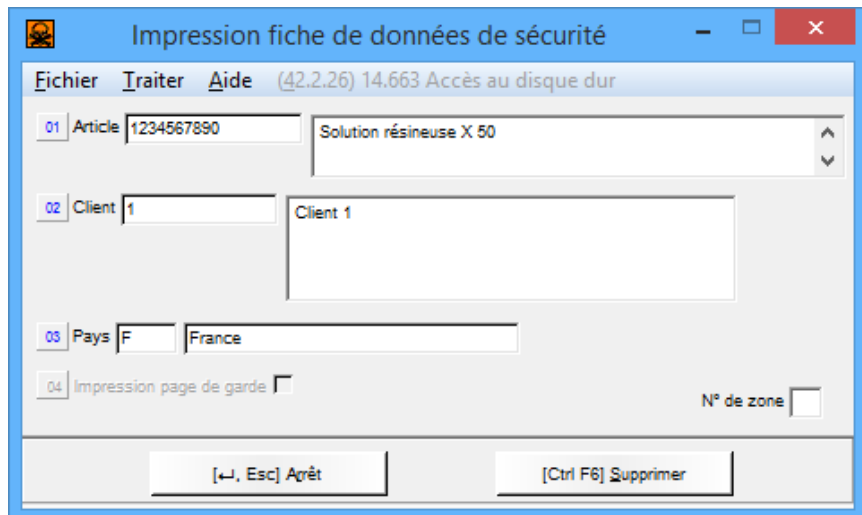 Impression fiche de données de sécurité
Fichier Traiter Aide (42.2.26) 14.663 Accès au disque dur
01 Article 1234567890 Solution résineuse X 50
02 Client 1 Client 1
03 Pays F France
04 Impression page de garde
N° de zone
[↵, Esc] Arrêt [Ctrl F6] Supprimer